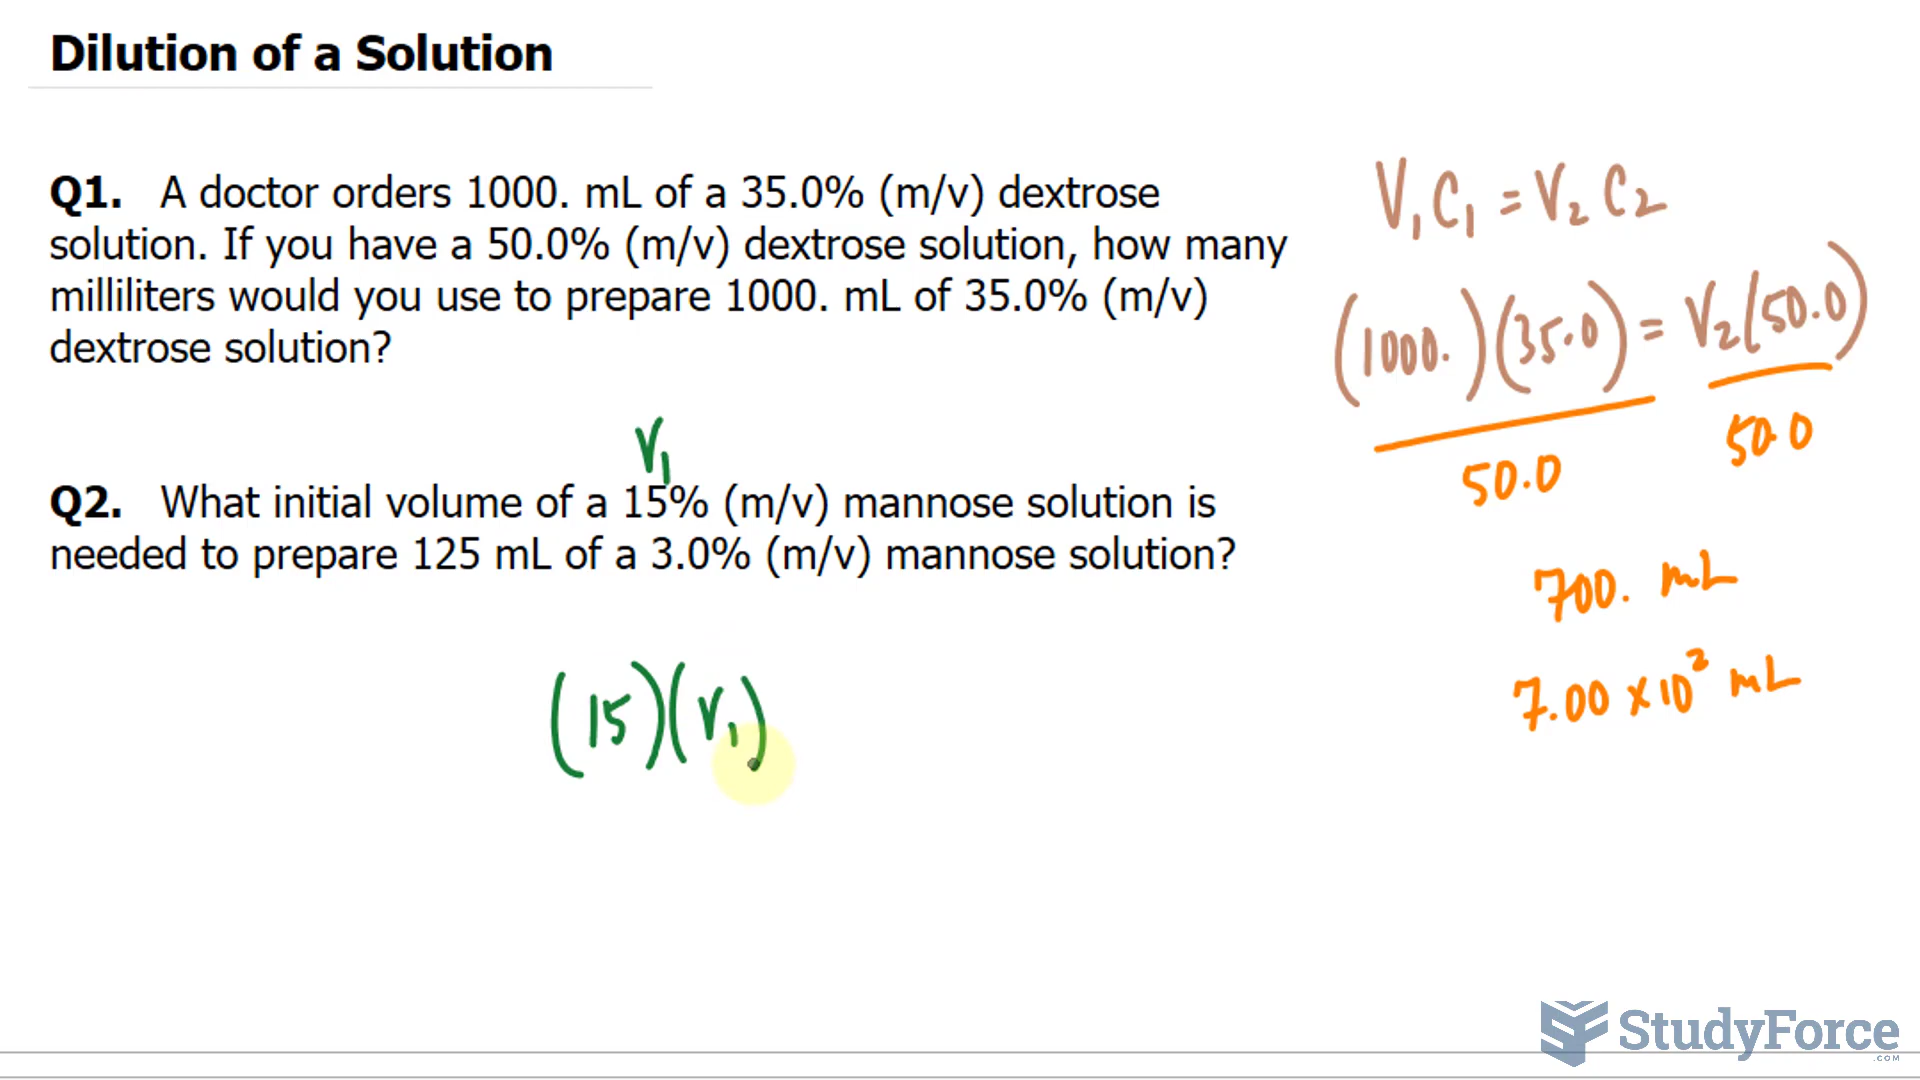 Dilution of a Solution
Q1. A doctor orders 1000. mL of a 35.0% (m/v) dextrose
solution. If you have a 50.0% (m/v) dextrose solution, how many
milliliters would you use to prepare 1000. mL of 35.0% (m/v)
dextrose solution?
V₁C₁ = V₂C₂
(1000.)(35.0) = V₂(50.0)
50.0 50.0
700. mL
7.00 × 10² mL
V₁
Q2. What initial volume of a 15% (m/v) mannose solution is
needed to prepare 125 mL of a 3.0% (m/v) mannose solution?
(15)(V₁)
StudyForce
.COM